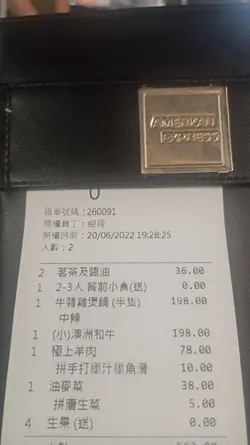 AMERICAN
EXPRESS
0
賬單號碼:260091
開檯員工:經理
開檯時間:20/06/2022 19:28:25
人數:2
2 茗茶及醬油 36.00
1 2-3人 餐前小食(送) 0.00
1 牛雜雞煲鍋(半隻) 198.00
中辣
1 (小)澳洲和牛 198.00
1 極上羊肉 78.00
拼手打墨汁墨魚滑 10.00
1 油麥菜 38.00
拼唐生菜 5.00
4 生果(送) 0.00